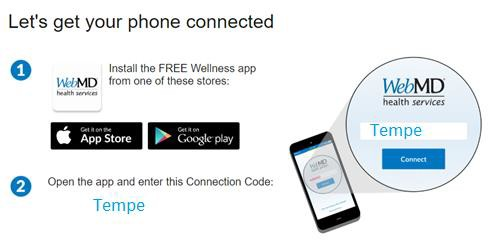 Let's get your phone connected
1
Install the FREE Wellness app
from one of these stores:
WebMD
health services
Get it on the
App Store
Get it on
Google play
2
Open the app and enter this Connection Code:
Tempe
WebMD
health services
Tempe
Connect
WebMD